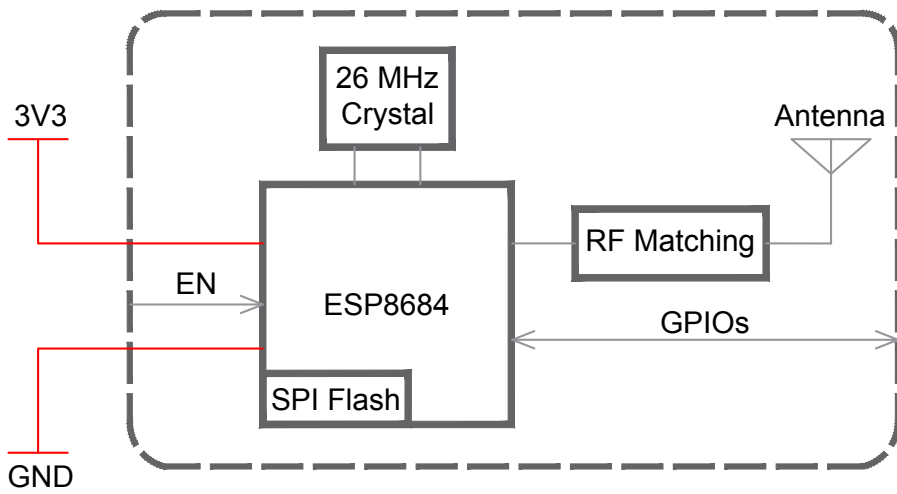 26 MHz
Crystal
3V3
Antenna
RF Matching
EN
ESP8684
GPIOs
SPI Flash
GND